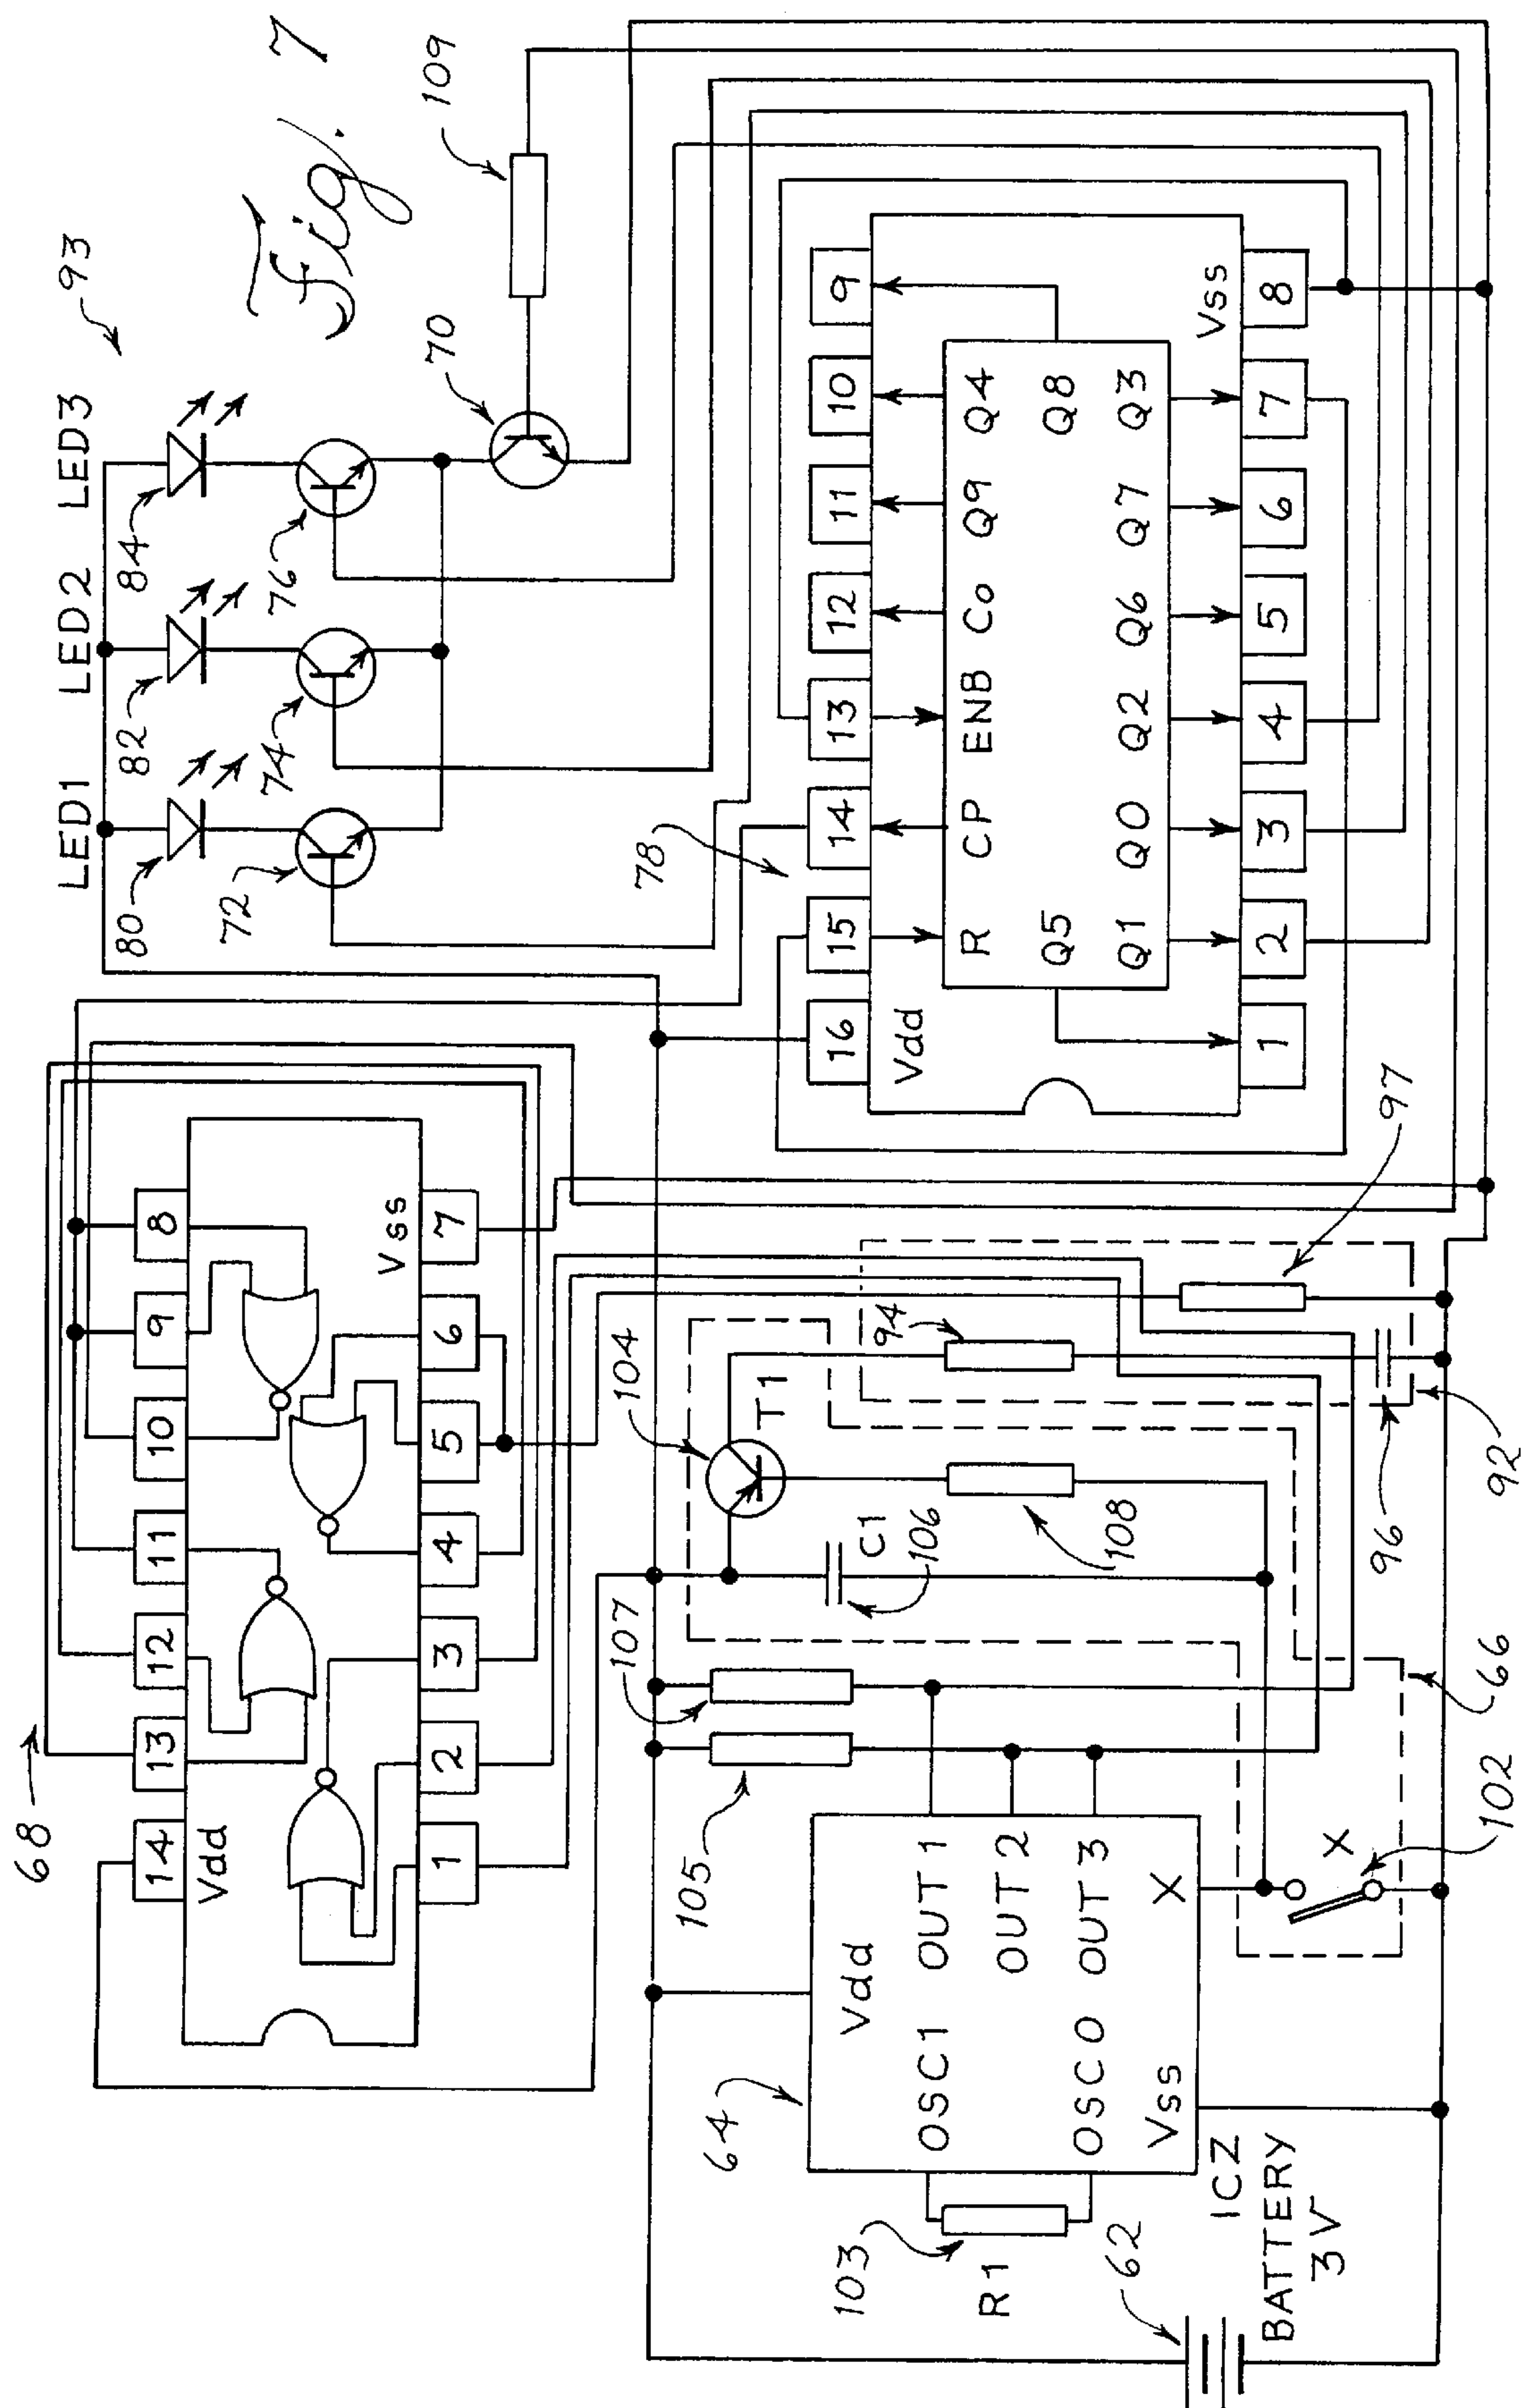 Fig. 7
93
LED1 LED2 LED3
80
82
84
72
74
76
70
109
68
14 13 12 11 10 9 8
Vdd
Vss
1 2 3 4 5 6 7
78
16 15 14 13 12 11 10 9
Vdd
R CP ENB Co Q9 Q4
Q5 Q8
Q1 Q0 Q2 Q6 Q7 Q3
Vss
1 2 3 4 5 6 7 8
64
Vdd
OSC1 OUT1
OUT2
OSC0 OUT3
Vss X
ICZ
103
R1
62
BATTERY
3V
105
107
104
T1
C1
106
108
94
97
96
92
66
X
102